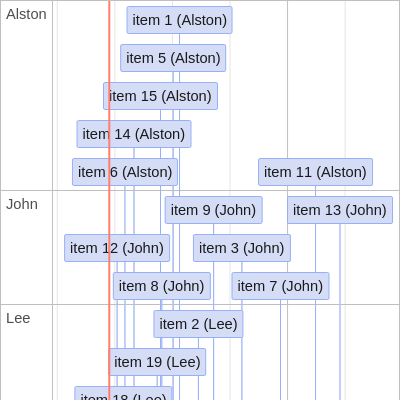 Alston
item 1 (Alston)
item 5 (Alston)
item 15 (Alston)
item 14 (Alston)
item 6 (Alston)
item 11 (Alston)
John
item 9 (John)
item 13 (John)
item 12 (John)
item 3 (John)
item 8 (John)
item 7 (John)
Lee
item 2 (Lee)
item 19 (Lee)
item 18 (Lee)